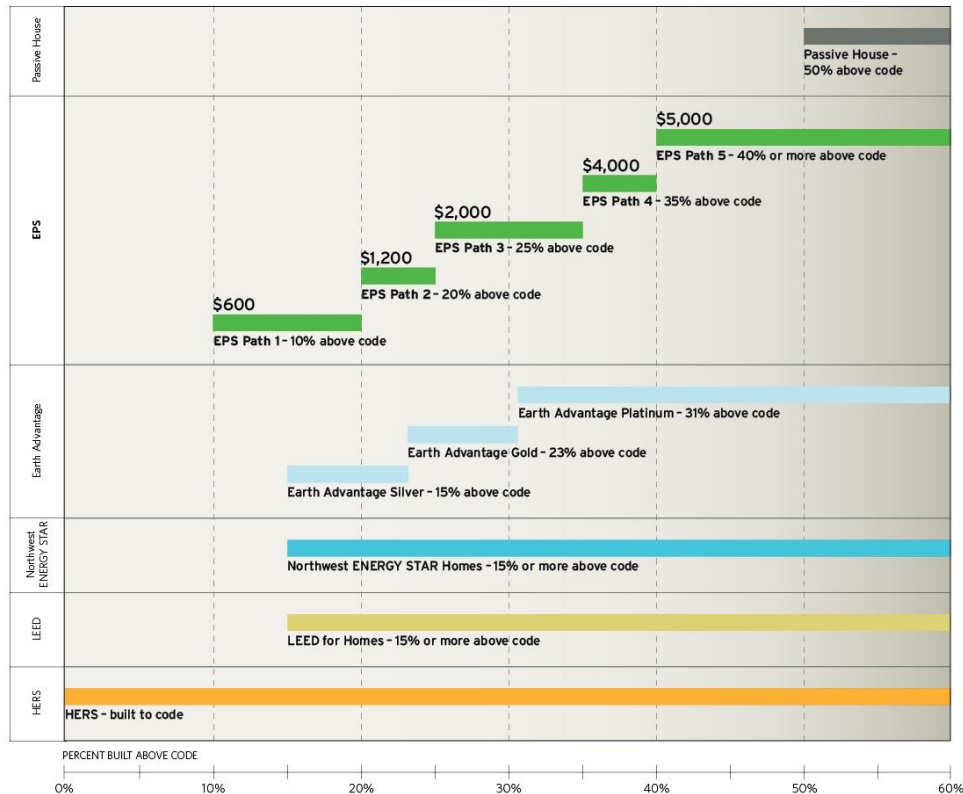 Passive House
Passive House –
50% above code
EPS
$5,000
EPS Path 5 – 40% or more above code
$4,000
EPS Path 4 – 35% above code
$2,000
EPS Path 3 – 25% above code
$1,200
EPS Path 2 – 20% above code
$600
EPS Path 1 – 10% above code
Earth Advantage
Earth Advantage Platinum – 31% above code
Earth Advantage Gold – 23% above code
Earth Advantage Silver – 15% above code
Northwest
ENERGY STAR
Northwest ENERGY STAR Homes – 15% or more above code
LEED
LEED for Homes – 15% or more above code
HERS
HERS – built to code
PERCENT BUILT ABOVE CODE
0% 10% 20% 30% 40% 50% 60%